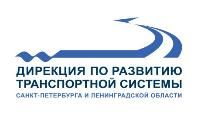 ДИРЕКЦИЯ ПО РАЗВИТИЮ
ТРАНСПОРТНОЙ СИСТЕМЫ
САНКТ-ПЕТЕРБУРГА И ЛЕНИНГРАДСКОЙ ОБЛАСТИ